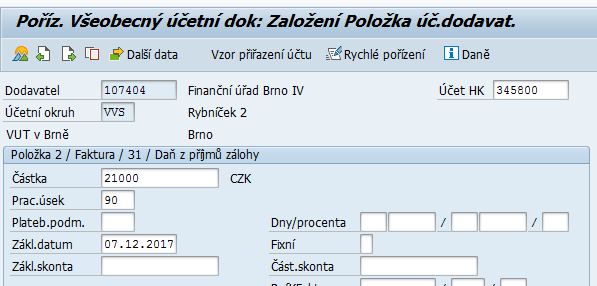 Poříz. Všeobecný účetní dok: Založení Položka úč.dodavat.
Další data Vzor přiřazení účtu Rychlé pořízení Daně
Dodavatel 107404 Finanční úřad Brno IV Účet HK 345800
Účetní okruh VVS Rybníček 2
VUT v Brně Brno
Položka 2 / Faktura / 31 / Daň z příjmů zálohy
Částka 21000 CZK
Prac.úsek 90
Plateb.podm. Dny/procenta / /
Zákl.datum 07.12.2017 Fixní
Zákl.skonta Část.skonta